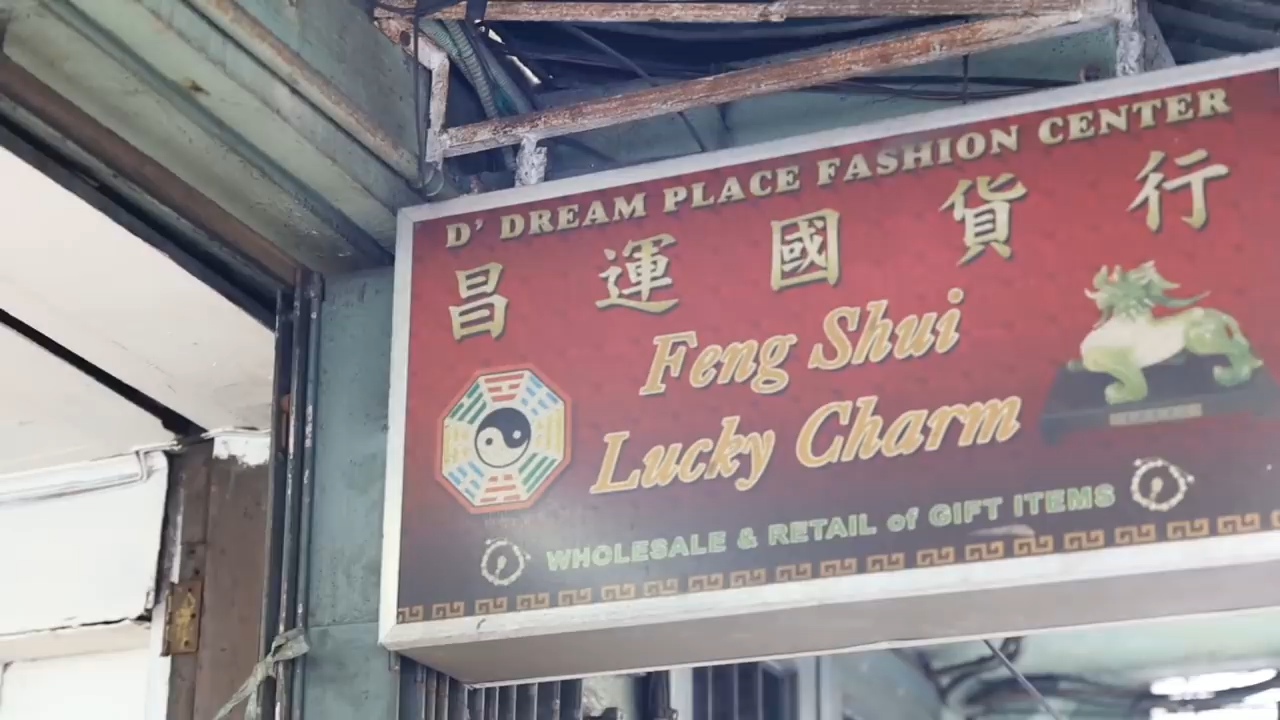 D' DREAM PLACE FASHION CENTER
昌運國貨行
Feng Shui
Lucky Charm
WHOLESALE & RETAIL of GIFT ITEMS